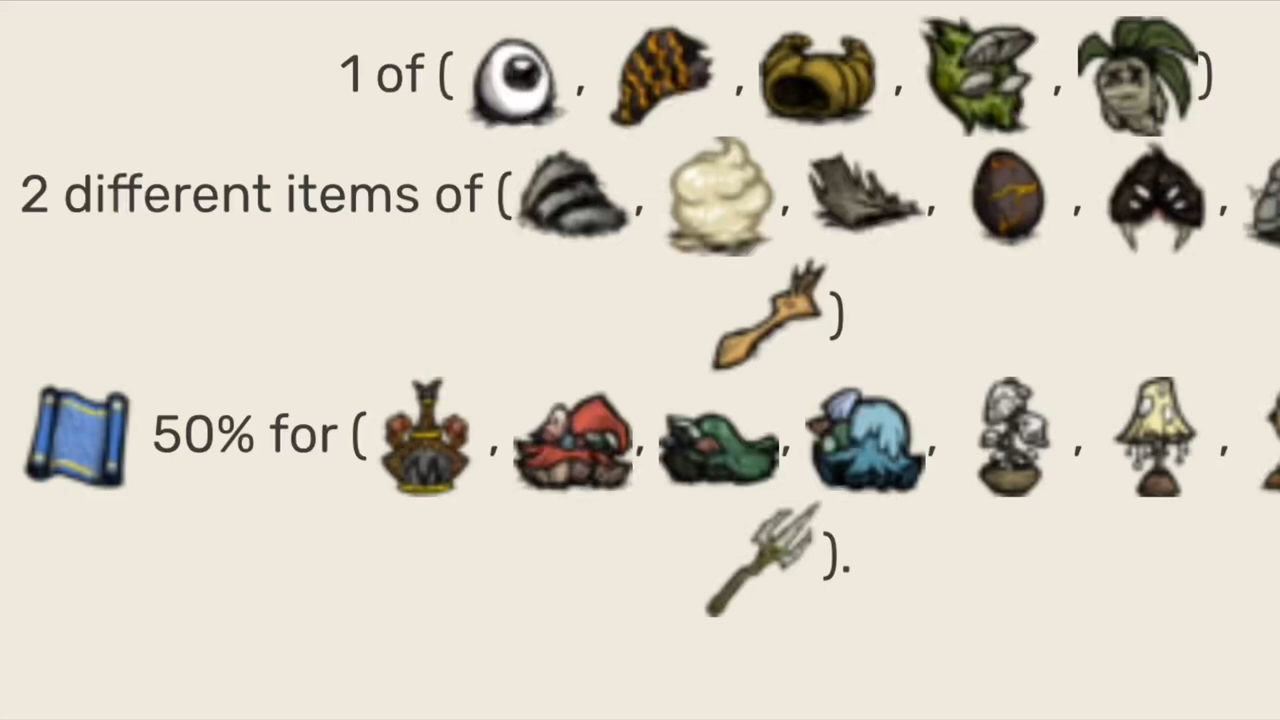 1 of ( , , , , )
2 different items of ( , , , , ,
)
50% for ( , , , , , ,
).